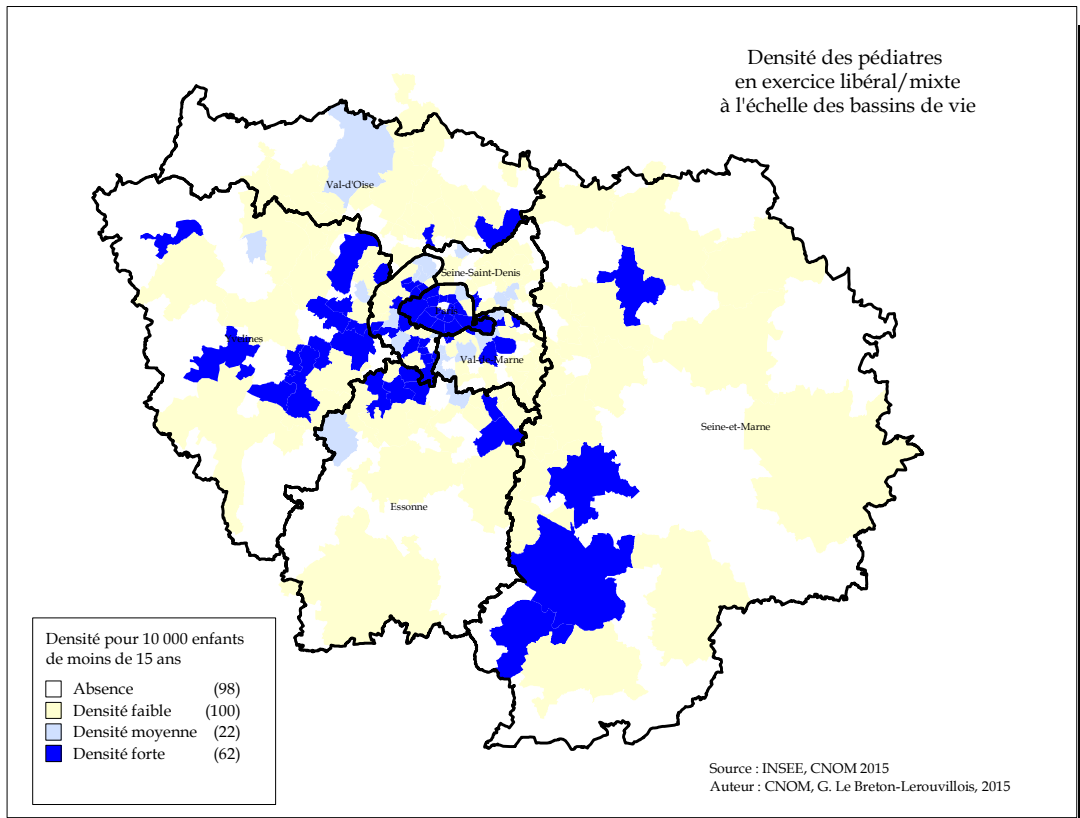 Densité des pédiatres
en exercice libéral/mixte
à l'échelle des bassins de vie
Val-d'Oise
Seine-Saint-Denis
Val-de-Marne
Seine-et-Marne
Essonne
Densité pour 10 000 enfants
de moins de 15 ans
Absence (98)
Densité faible (100)
Densité moyenne (22)
Densité forte (62)
Source : INSEE, CNOM 2015
Auteur : CNOM, G. Le Breton-Lerouvillois, 2015